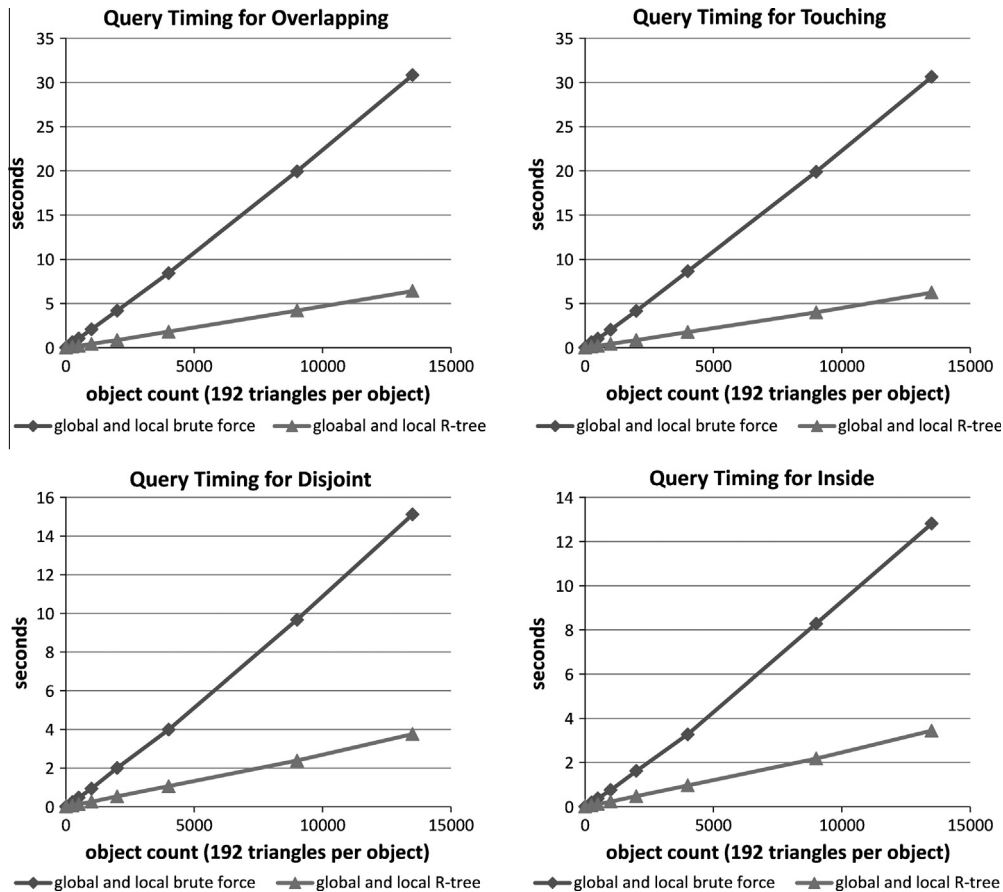 Query Timing for Overlapping
35
30
25
20
15
10
5
0
seconds
0 5000 10000 15000
object count (192 triangles per object)
global and local brute force gloabal and local R-tree
Query Timing for Touching
35
30
25
20
15
10
5
0
seconds
0 5000 10000 15000
object count (192 triangles per object)
global and local brute force global and local R-tree
Query Timing for Disjoint
16
14
12
10
8
6
4
2
0
seconds
0 5000 10000 15000
object count (192 triangles per object)
global and local brute force global and local R-tree
Query Timing for Inside
14
12
10
8
6
4
2
0
seconds
0 5000 10000 15000
object count (192 triangles per object)
global and local brute force global and local R-tree